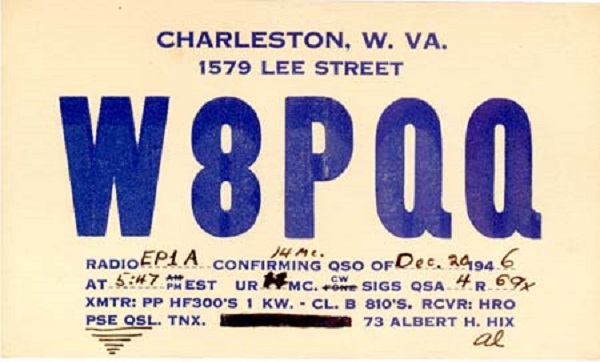 CHARLESTON, W. VA.
1579 LEE STREET
W8PQQ
14 Mc.
RADIO EP1A CONFIRMING QSO OF Dec. 20 1946
AT 5:47 AM PM EST UR MC. CW FONE SIGS QSA 4 R 69x
XMTR: PP HF300'S 1 KW. - CL. B 810'S. RCVR: HRO
PSE QSL. TNX. 73 ALBERT H. HIX
al